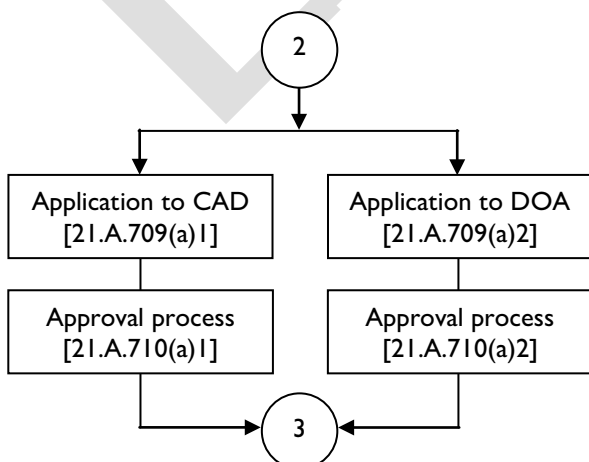 2
Application to CAD
[21.A.709(a)1]
Application to DOA
[21.A.709(a)2]
Approval process
[21.A.710(a)1]
Approval process
[21.A.710(a)2]
3